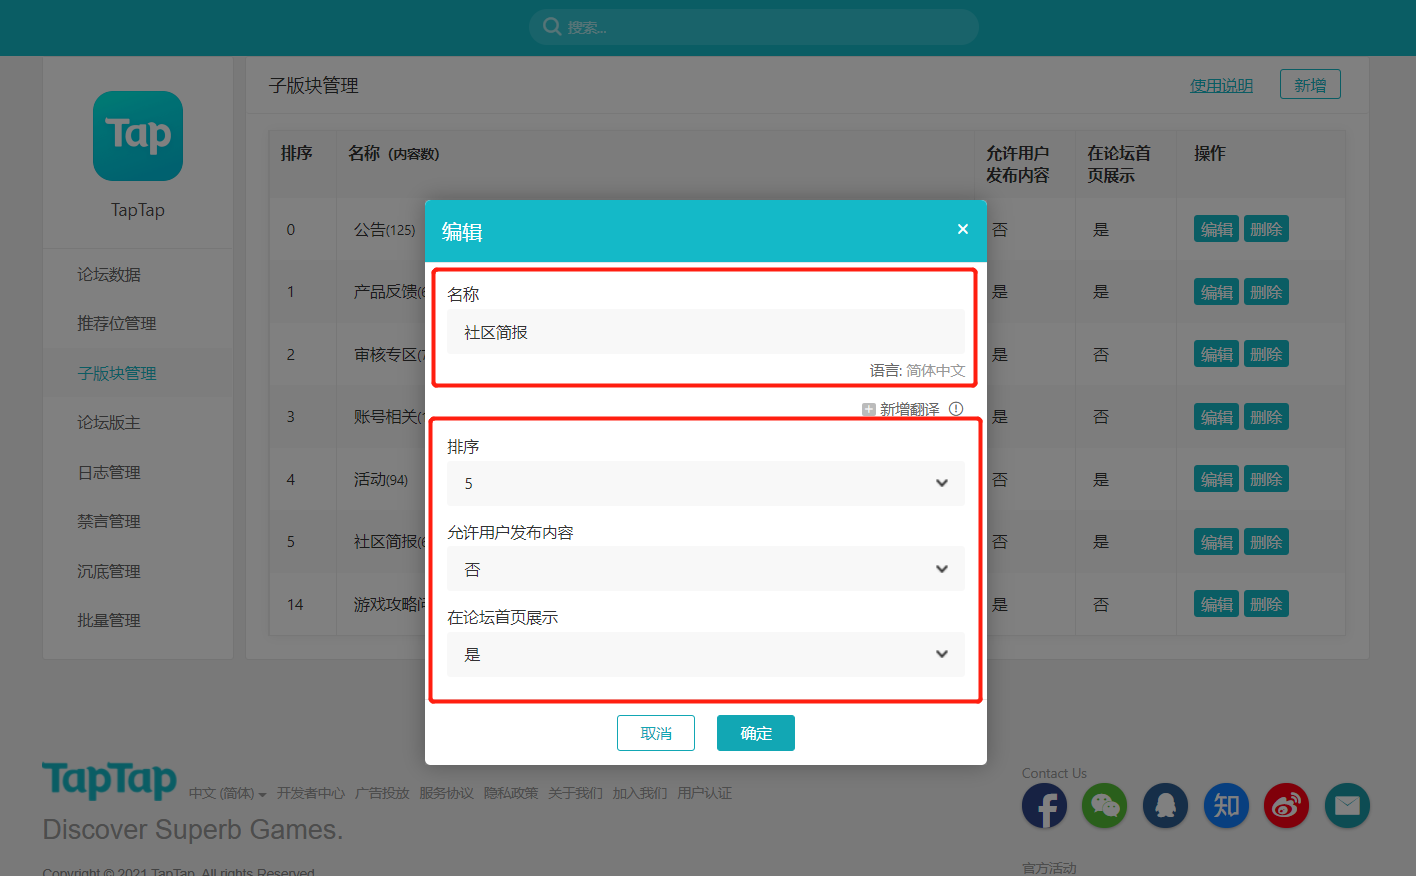 搜索...
Tap
TapTap
论坛数据
推荐位管理
子版块管理
论坛版主
日志管理
禁言管理
沉底管理
批量管理
子版块管理
使用说明
新增
排序 名称（内容数） 允许用户发布内容 在论坛首页展示 操作
0 公告(125) 否 是 编辑 删除
1 产品反馈( 是 是 编辑 删除
2 审核专区( 是 否 编辑 删除
3 账号相关( 是 否 编辑 删除
4 活动(94) 否 是 编辑 删除
5 社区简报( 否 是 编辑 删除
14 游戏攻略 是 否 编辑 删除
编辑 ×
名称
社区简报
语言: 简体中文
新增翻译
排序
5
允许用户发布内容
否
在论坛首页展示
是
取消 确定
TapTap 中文 (简体) 开发者中心 广告投放 服务协议 隐私政策 关于我们 加入我们 用户认证
Discover Superb Games.
Copyright © 2021 TapTap. All rights Reserved
Contact Us
知
官方活动